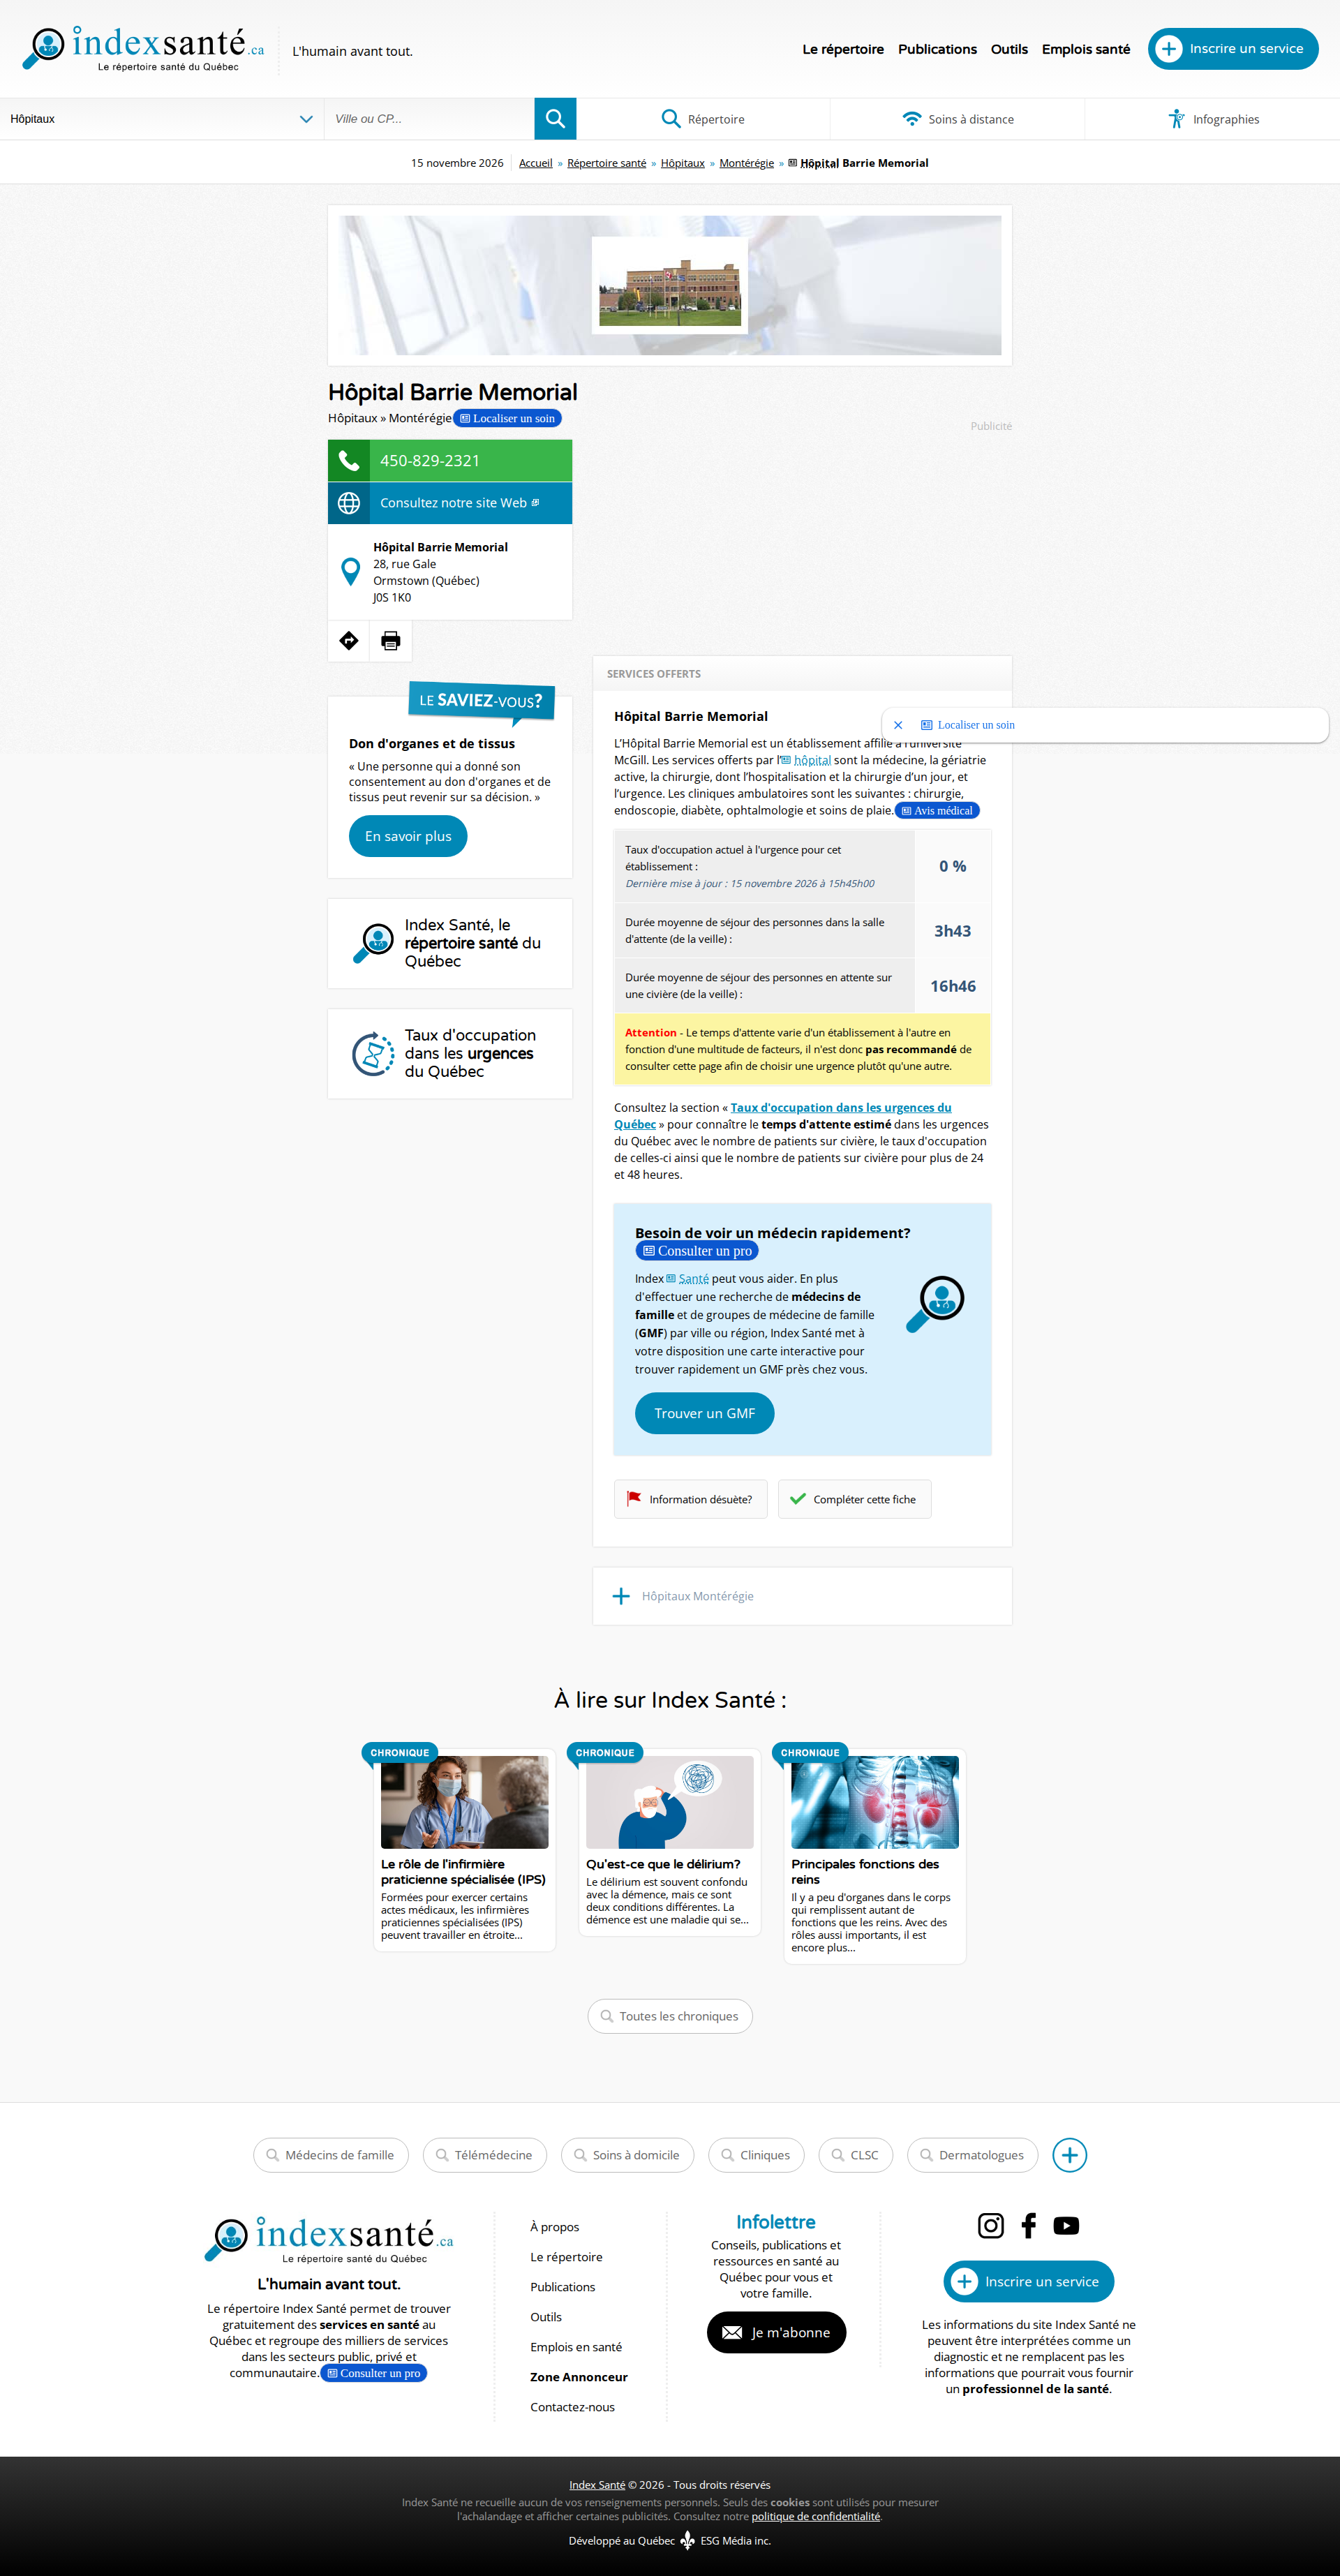 indexsanté.ca
Le répertoire santé du Québec
L'humain avant tout.
Le répertoire
Publications
Outils
Emplois santé
Inscrire un service
Hôpitaux
Ville ou CP...
Répertoire
Soins à distance
Infographies
15 novembre 2026
Accueil » Répertoire santé » Hôpitaux » Montérégie » Hôpital Barrie Memorial
Hôpital Barrie Memorial
Hôpitaux » Montérégie Localiser un soin
Publicité
450-829-2321
Consultez notre site Web
Hôpital Barrie Memorial
28, rue Gale
Ormstown (Québec)
J0S 1K0
LE SAVIEZ-VOUS?
Don d'organes et de tissus
« Une personne qui a donné son
consentement au don d'organes et de
tissus peut revenir sur sa décision. »
En savoir plus
Index Santé, le
répertoire santé du
Québec
Taux d'occupation
dans les urgences
du Québec
SERVICES OFFERTS
Hôpital Barrie Memorial
Localiser un soin
L'Hôpital Barrie Memorial est un établissement affilié à l'université
McGill. Les services offerts par l' hôpital sont la médecine, la gériatrie
active, la chirurgie, dont l'hospitalisation et la chirurgie d'un jour, et
l'urgence. Les cliniques ambulatoires sont les suivantes : chirurgie,
endoscopie, diabète, ophtalmologie et soins de plaie. Avis médical
Taux d'occupation actuel à l'urgence pour cet
établissement :
Dernière mise à jour : 15 novembre 2026 à 15h45h00
0 %
Durée moyenne de séjour des personnes dans la salle
d'attente (de la veille) :
3h43
Durée moyenne de séjour des personnes en attente sur
une civière (de la veille) :
16h46
Attention - Le temps d'attente varie d'un établissement à l'autre en
fonction d'une multitude de facteurs, il n'est donc pas recommandé de
consulter cette page afin de choisir une urgence plutôt qu'une autre.
Consultez la section « Taux d'occupation dans les urgences du
Québec » pour connaître le temps d'attente estimé dans les urgences
du Québec avec le nombre de patients sur civière, le taux d'occupation
de celles-ci ainsi que le nombre de patients sur civière pour plus de 24
et 48 heures.
Besoin de voir un médecin rapidement?
Consulter un pro
Index Santé peut vous aider. En plus
d'effectuer une recherche de médecins de
famille et de groupes de médecine de famille
(GMF) par ville ou région, Index Santé met à
votre disposition une carte interactive pour
trouver rapidement un GMF près chez vous.
Trouver un GMF
Information désuète?
Compléter cette fiche
Hôpitaux Montérégie
À lire sur Index Santé :
CHRONIQUE
Le rôle de l'infirmière
praticienne spécialisée (IPS)
Formées pour exercer certains
actes médicaux, les infirmières
praticiennes spécialisées (IPS)
peuvent travailler en étroite...
CHRONIQUE
Qu'est-ce que le délirium?
Le délirium est souvent confondu
avec la démence, mais ce sont
deux conditions différentes. La
démence est une maladie qui se...
CHRONIQUE
Principales fonctions des
reins
Il y a peu d'organes dans le corps
qui remplissent autant de
fonctions que les reins. Avec des
rôles aussi importants, il est
encore plus...
Toutes les chroniques
Médecins de famille
Télémédecine
Soins à domicile
Cliniques
CLSC
Dermatologues
indexsanté.ca
Le répertoire santé du Québec
L'humain avant tout.
Le répertoire Index Santé permet de trouver
gratuitement des services en santé au
Québec et regroupe des milliers de services
dans les secteurs public, privé et
communautaire. Consulter un pro
À propos
Le répertoire
Publications
Outils
Emplois en santé
Zone Annonceur
Contactez-nous
Infolettre
Conseils, publications et
ressources en santé au
Québec pour vous et
votre famille.
Je m'abonne
Inscrire un service
Les informations du site Index Santé ne
peuvent être interprétées comme un
diagnostic et ne remplacent pas les
informations que pourrait vous fournir
un professionnel de la santé.
Index Santé © 2026 - Tous droits réservés
Index Santé ne recueille aucun de vos renseignements personnels. Seuls des cookies sont utilisés pour mesurer
l'achalandage et afficher certaines publicités. Consultez notre politique de confidentialité.
Développé au Québec ESG Média inc.